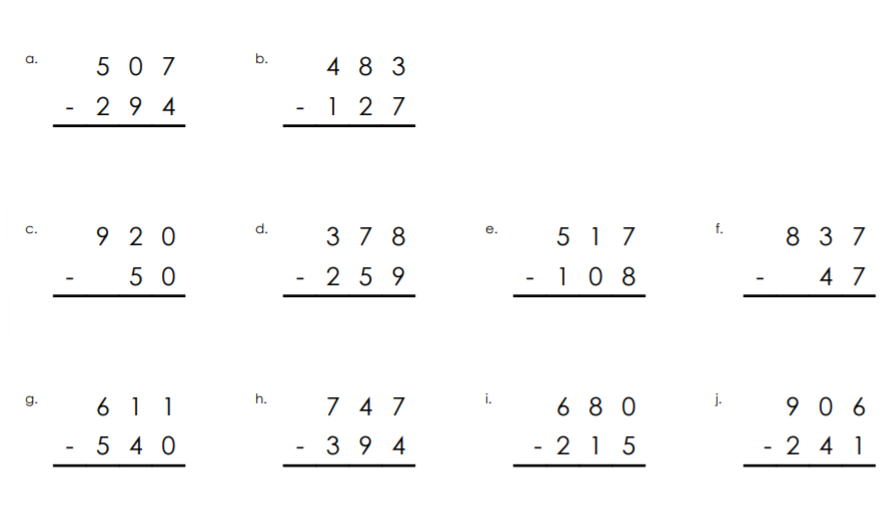 a. 5 0 7 b. 4 8 3
- 2 9 4 - 1 2 7
c. 9 2 0 d. 3 7 8 e. 5 1 7 f. 8 3 7
- 5 0 - 2 5 9 - 1 0 8 - 4 7
g. 6 1 1 h. 7 4 7 i. 6 8 0 j. 9 0 6
- 5 4 0 - 3 9 4 - 2 1 5 - 2 4 1